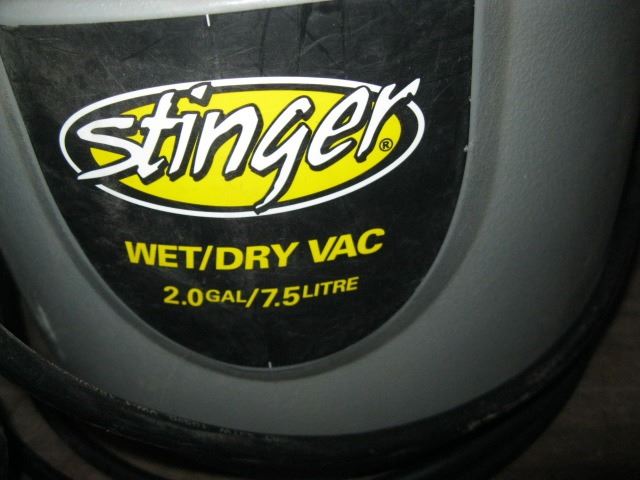 stinger®
WET/DRY VAC
2.0GAL/7.5LITRE